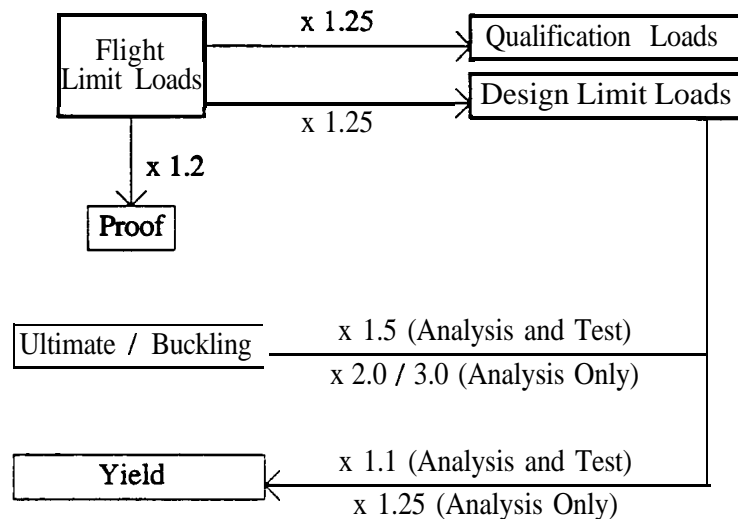 x 1.25
Flight
Limit Loads
Qualification Loads
Design Limit Loads
x 1.25
x 1.2
Proof
Ultimate / Buckling
x 1.5 (Analysis and Test)
x 2.0 / 3.0 (Analysis Only)
Yield
x 1.1 (Analysis and Test)
x 1.25 (Analysis Only)